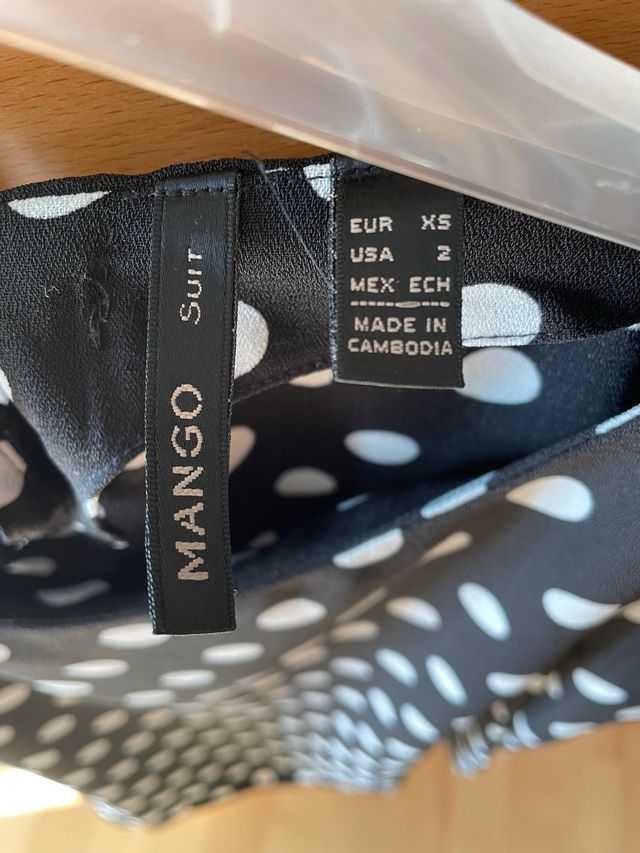 MANGO Suit
EUR XS
USA 2
MEX ECH
MADE IN
CAMBODIA